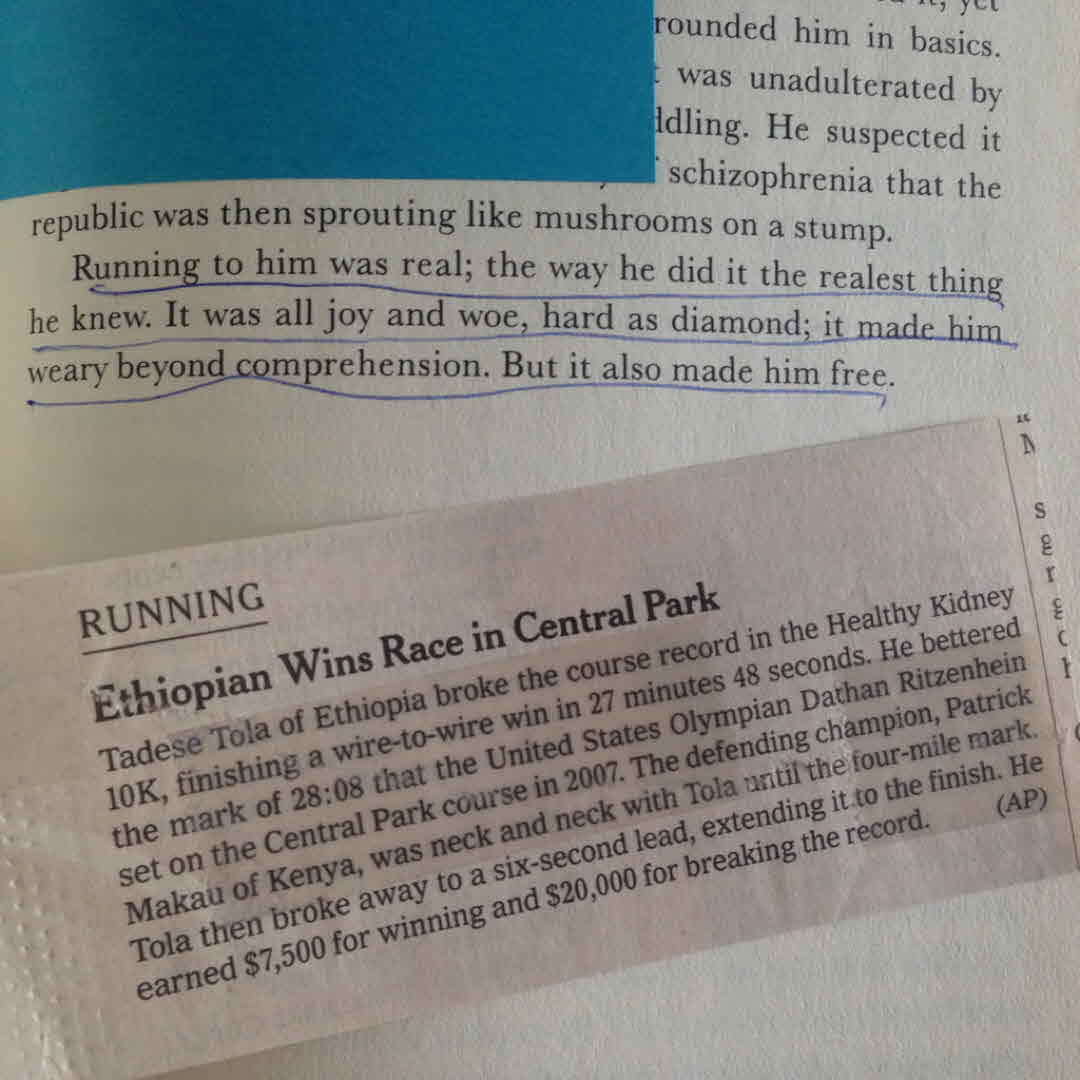 rounded him in basics.
was unadulterated by
He suspected it
schizophrenia that the
republic was then sprouting like mushrooms on a stump.
Running to him was real; the way he did it the realest thing
he knew. It was all joy and woe, hard as diamond; it made him
weary beyond comprehension. But it also made him free.
RUNNING
Ethiopian Wins Race in Central Park
Tadese Tola of Ethiopia broke the course record in the Healthy Kidney
10K, finishing a wire-to-wire win in 27 minutes 48 seconds. He bettered
the mark of 28:08 that the United States Olympian Dathan Ritzenhein
set on the Central Park course in 2007. The defending champion, Patrick
Makau of Kenya, was neck and neck with Tola until the four-mile mark.
Tola then broke away to a six-second lead, extending it to the finish. He
earned $7,500 for winning and $20,000 for breaking the record. (AP)